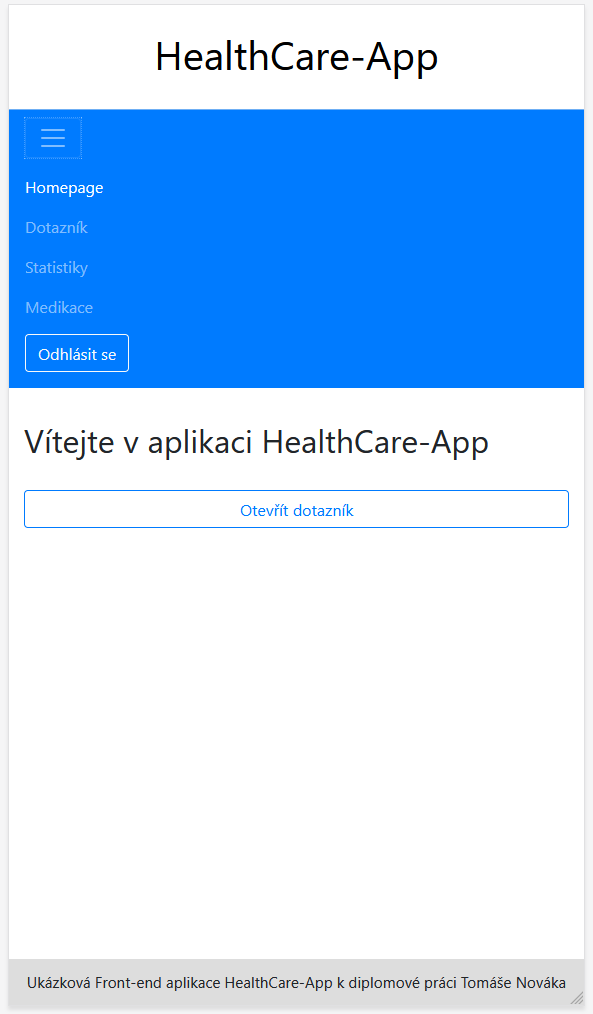 HealthCare-App
Homepage
Dotazník
Statistiky
Medikace
Odhlásit se
Vítejte v aplikaci HealthCare-App
Otevřít dotazník
Ukázková Front-end aplikace HealthCare-App k diplomové práci Tomáše Nováka